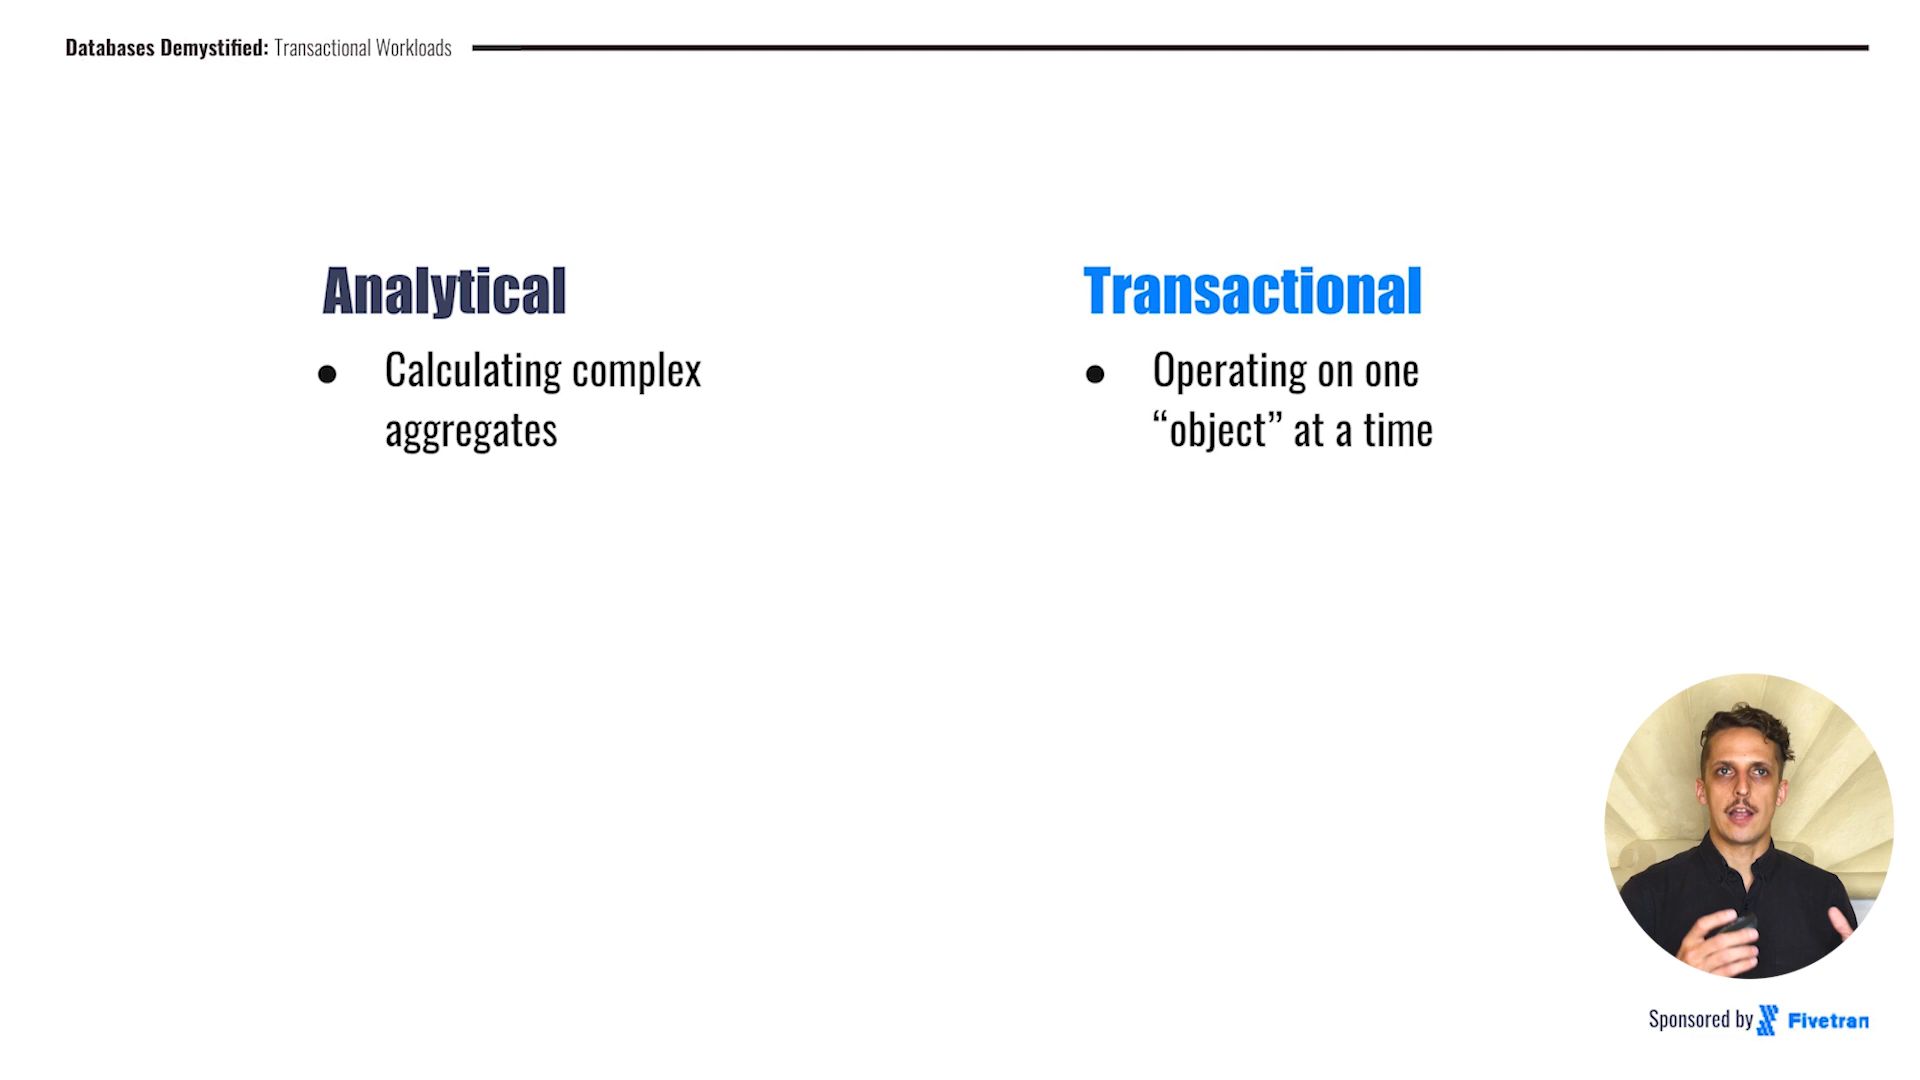 Databases Demystified: Transactional Workloads
Analytical
● Calculating complex
aggregates
Transactional
● Operating on one
“object” at a time
Sponsored by Fivetran